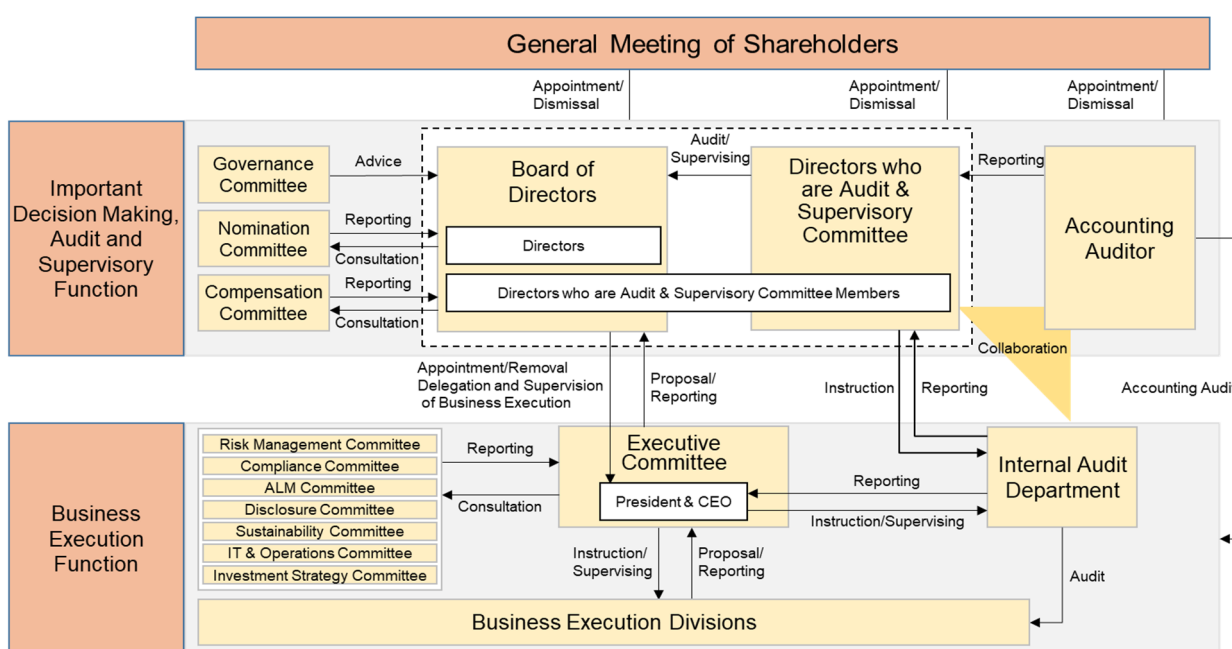 General Meeting of Shareholders
Appointment/
Dismissal
Appointment/
Dismissal
Appointment/
Dismissal
Important
Decision Making,
Audit and
Supervisory
Function
Governance
Committee
Advice
Nomination
Committee
Reporting
Consultation
Compensation
Committee
Reporting
Consultation
Board of
Directors
Directors
Directors who are Audit & Supervisory Committee Members
Audit/
Supervising
Directors who
are Audit &
Supervisory
Committee
Reporting
Accounting
Auditor
Collaboration
Appointment/Removal
Delegation and Supervision
of Business Execution
Proposal/
Reporting
Instruction
Reporting
Accounting Audi
Business
Execution
Function
Risk Management Committee
Compliance Committee
ALM Committee
Disclosure Committee
Sustainability Committee
IT & Operations Committee
Investment Strategy Committee
Reporting
Consultation
Executive
Committee
President & CEO
Reporting
Instruction/Supervising
Internal Audit
Department
Instruction/
Supervising
Proposal/
Reporting
Audit
Business Execution Divisions